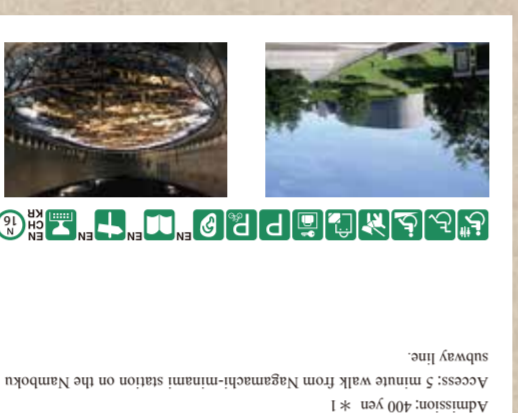 Admission; 400 yen ＊1
Access; 5 minute walk from Nagamachi-minami station on the Namboku
subway line.
P P EN EN EN
CH
KR
N
16